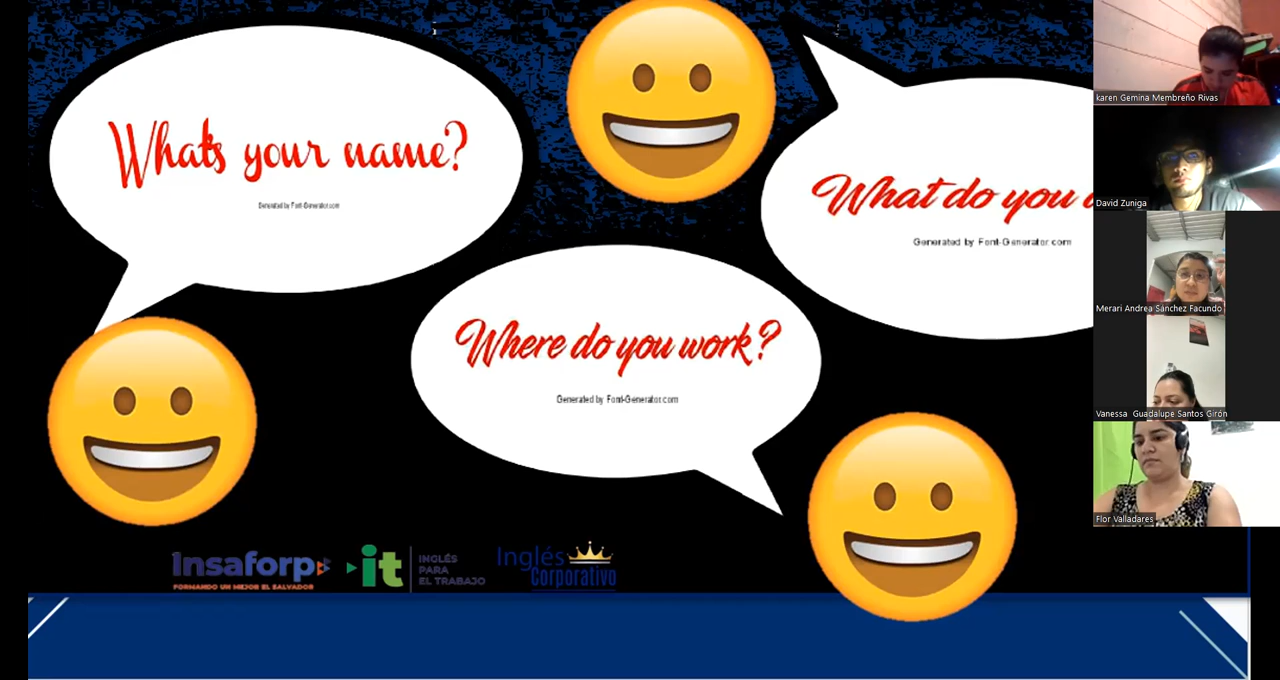 What's your name?
Generated by Font-Generator.com
What do you
Generated by Font-Generator.com
Where do you work?
Generated by Font-Generator.com
Insaforp
FORMANDO UN MEJOR EL SALVADOR
it
INGLÉS
PARA
EL TRABAJO
Inglés
Corporativo
karen Gemina Membreño Rivas
David Zuniga
Merari Andrea Sánchez Facundo
Vanessa Guadalupe Santos Girón
Flor Valladares